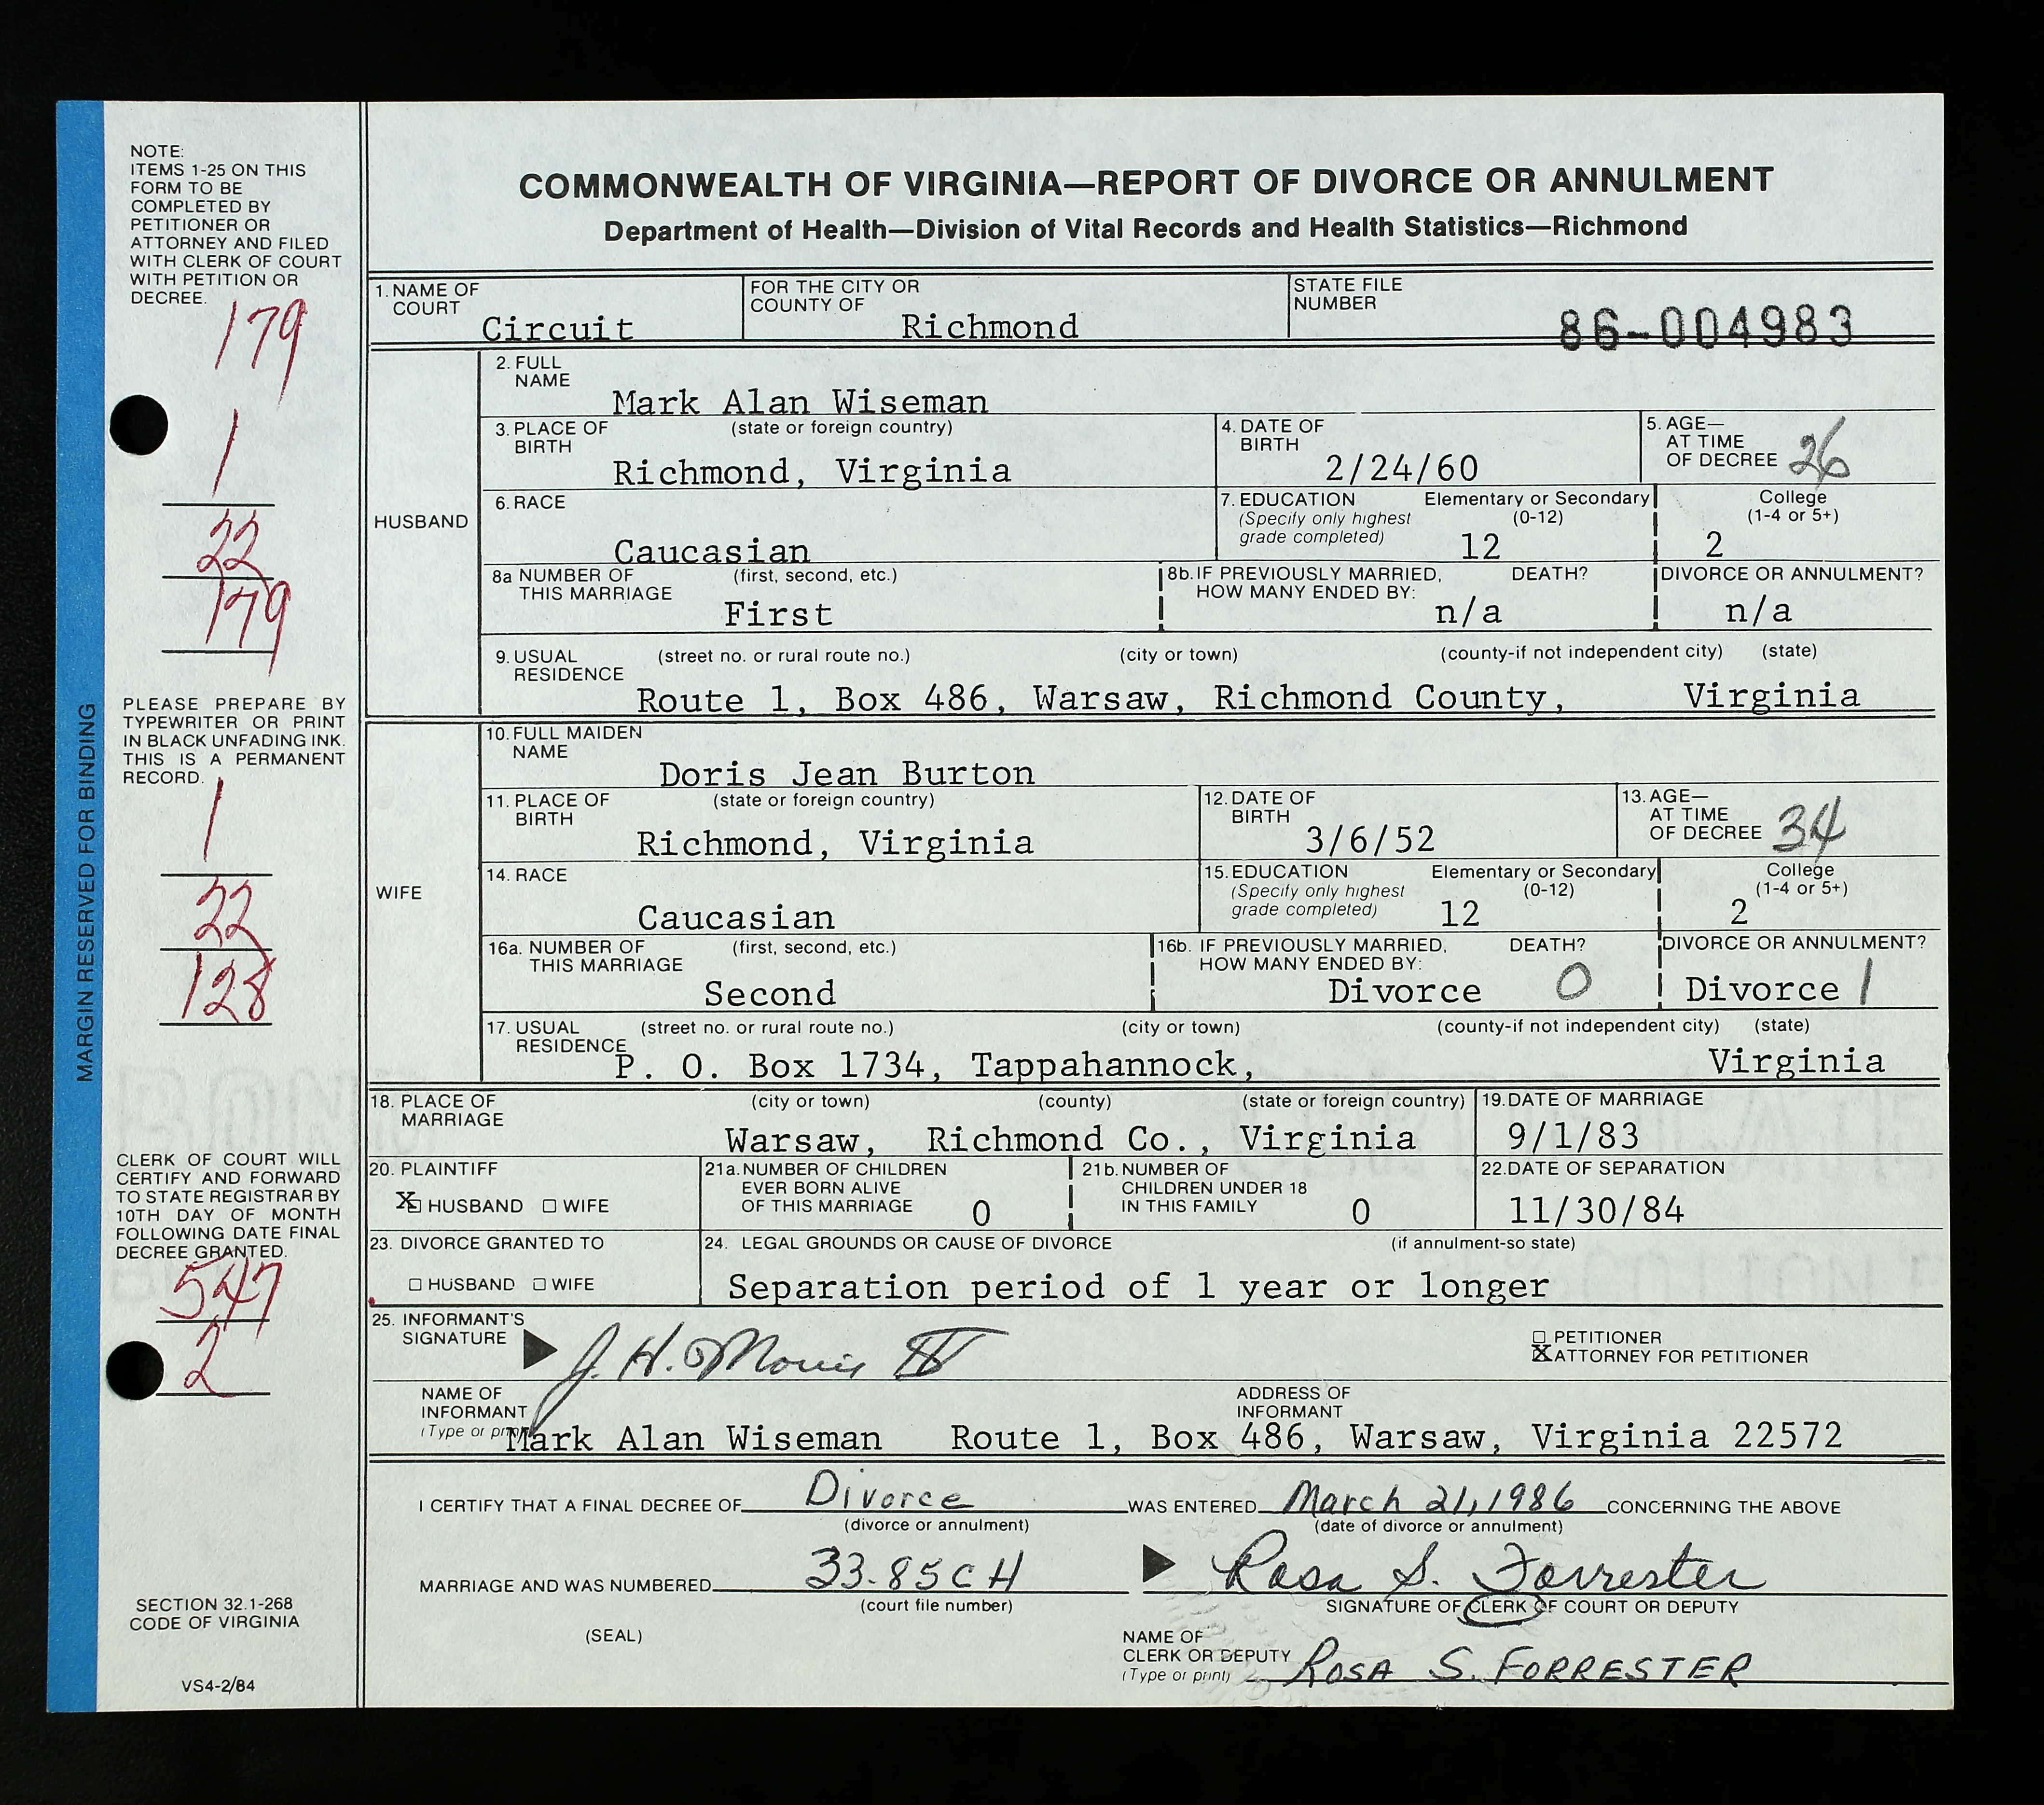 NOTE:
ITEMS 1-25 ON THIS
FORM TO BE
COMPLETED BY
PETITIONER OR
ATTORNEY AND FILED
WITH CLERK OF COURT
WITH PETITION OR
DECREE.
179
1
22
179
PLEASE PREPARE BY
TYPEWRITER OR PRINT
IN BLACK UNFADING INK.
THIS IS A PERMANENT
RECORD.
1
22
128
CLERK OF COURT WILL
CERTIFY AND FORWARD
TO STATE REGISTRAR BY
10TH DAY OF MONTH
FOLLOWING DATE FINAL
DECREE GRANTED.
547
2
SECTION 32.1-268
CODE OF VIRGINIA
VS4-2/84
MARGIN RESERVED FOR BINDING
COMMONWEALTH OF VIRGINIA—REPORT OF DIVORCE OR ANNULMENT
Department of Health—Division of Vital Records and Health Statistics—Richmond
1. NAME OF COURT Circuit
FOR THE CITY OR COUNTY OF Richmond
STATE FILE NUMBER 86-004983
HUSBAND
2. FULL NAME Mark Alan Wiseman
3. PLACE OF BIRTH (state or foreign country) Richmond, Virginia
4. DATE OF BIRTH 2/24/60
5. AGE— AT TIME OF DECREE 26
6. RACE Caucasian
7. EDUCATION (Specify only highest grade completed) Elementary or Secondary (0-12) 12
College (1-4 or 5+) 2
8a NUMBER OF THIS MARRIAGE (first, second, etc.) First
8b. IF PREVIOUSLY MARRIED, HOW MANY ENDED BY: DEATH? n/a
DIVORCE OR ANNULMENT? n/a
9. USUAL RESIDENCE (street no. or rural route no.) (city or town) (county-if not independent city) (state)
Route 1, Box 486, Warsaw, Richmond County, Virginia
WIFE
10. FULL MAIDEN NAME Doris Jean Burton
11. PLACE OF BIRTH (state or foreign country) Richmond, Virginia
12. DATE OF BIRTH 3/6/52
13. AGE— AT TIME OF DECREE 34
14. RACE Caucasian
15. EDUCATION (Specify only highest grade completed) Elementary or Secondary (0-12) 12
College (1-4 or 5+) 2
16a. NUMBER OF THIS MARRIAGE (first, second, etc.) Second
16b. IF PREVIOUSLY MARRIED, HOW MANY ENDED BY: DEATH? Divorce 0
DIVORCE OR ANNULMENT? Divorce 1
17. USUAL RESIDENCE (street no. or rural route no.) (city or town) (county-if not independent city) (state)
P. O. Box 1734, Tappahannock, Virginia
18. PLACE OF MARRIAGE (city or town) (county) (state or foreign country)
Warsaw, Richmond Co., Virginia
19. DATE OF MARRIAGE 9/1/83
20. PLAINTIFF
X HUSBAND WIFE
21a. NUMBER OF CHILDREN EVER BORN ALIVE OF THIS MARRIAGE 0
21b. NUMBER OF CHILDREN UNDER 18 IN THIS FAMILY 0
22. DATE OF SEPARATION 11/30/84
23. DIVORCE GRANTED TO
HUSBAND WIFE
24. LEGAL GROUNDS OR CAUSE OF DIVORCE (if annulment-so state)
Separation period of 1 year or longer
25. INFORMANT'S SIGNATURE J. H. Morris IV
PETITIONER
X ATTORNEY FOR PETITIONER
NAME OF INFORMANT (Type or print) Mark Alan Wiseman
ADDRESS OF INFORMANT Route 1, Box 486, Warsaw, Virginia 22572
I CERTIFY THAT A FINAL DECREE OF Divorce WAS ENTERED March 21, 1986 CONCERNING THE ABOVE
(divorce or annulment) (date of divorce or annulment)
MARRIAGE AND WAS NUMBERED 33-85CH Rosa S. Forrester
(court file number) SIGNATURE OF CLERK OF COURT OR DEPUTY
(SEAL)
NAME OF CLERK OR DEPUTY (Type or print) ROSA S. FORRESTER